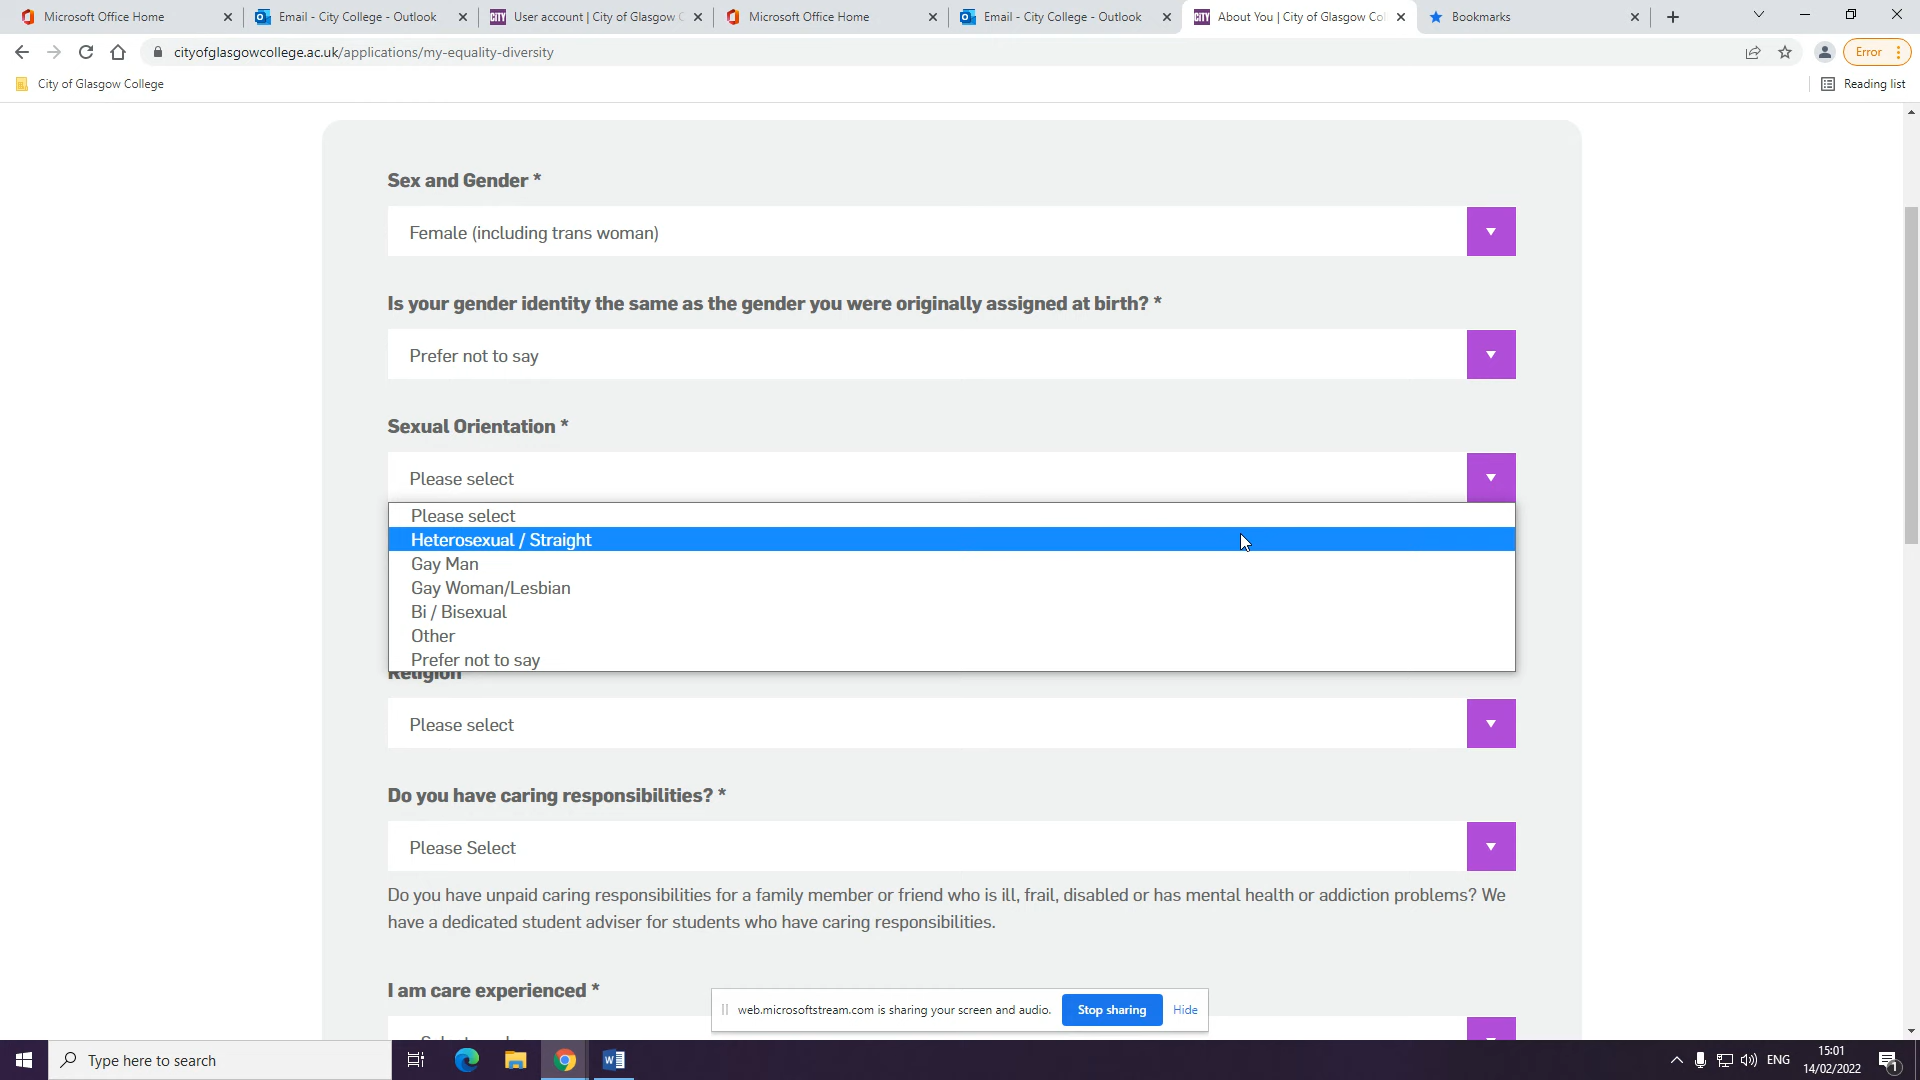 Microsoft Office Home
Email - City College - Outlook
CITY User account | City of Glasgow C
Microsoft Office Home
Email - City College - Outlook
CITY About You | City of Glasgow Co
Bookmarks
cityofglasgowcollege.ac.uk/applications/my-equality-diversity
Error
City of Glasgow College
Reading list
Sex and Gender *
Female (including trans woman)
Is your gender identity the same as the gender you were originally assigned at birth? *
Prefer not to say
Sexual Orientation *
Please select
Please select
Heterosexual / Straight
Gay Man
Gay Woman/Lesbian
Bi / Bisexual
Other
Prefer not to say
Religion
Please select
Do you have caring responsibilities? *
Please Select
Do you have unpaid caring responsibilities for a family member or friend who is ill, frail, disabled or has mental health or addiction problems? We
have a dedicated student adviser for students who have caring responsibilities.
I am care experienced *
web.microsoftstream.com is sharing your screen and audio.
Stop sharing
Hide
Type here to search
ENG
15:01
14/02/2022
1